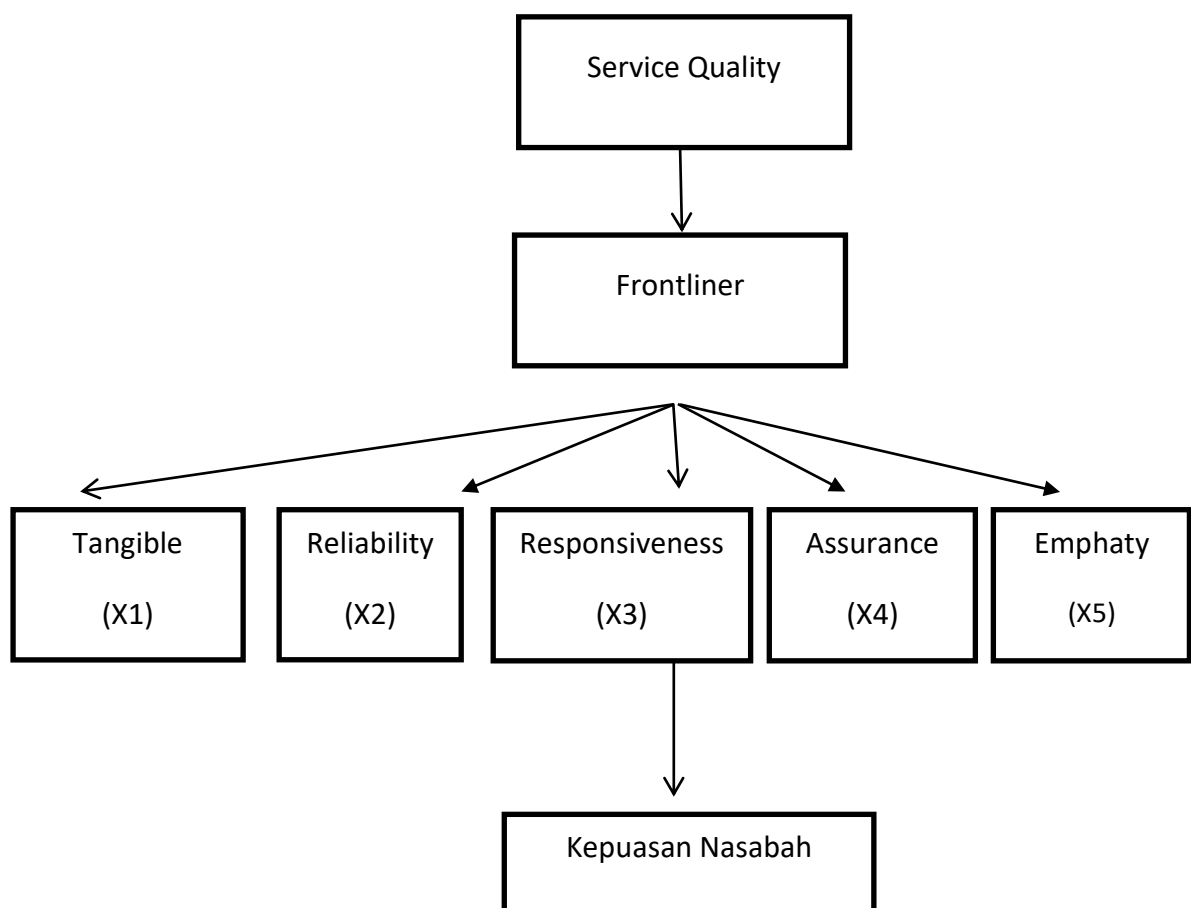 Service Quality
Frontliner
Tangible
(X1)
Reliability
(X2)
Responsiveness
(X3)
Assurance
(X4)
Emphaty
(X5)
Kepuasan Nasabah